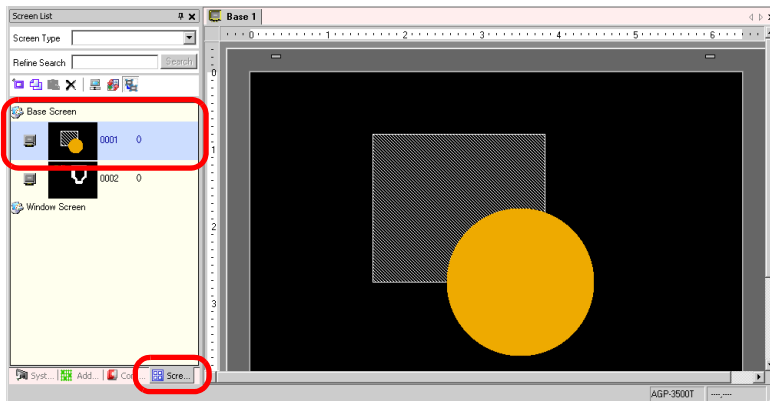 Screen List
Base 1
Screen Type
Refine Search
Search
0 1 2 3 4 5 6
0
1
2
3
Base Screen
0001 0
0002 0
Window Screen
Syst... Add... Co... Scre...
AGP-3500T ----,----